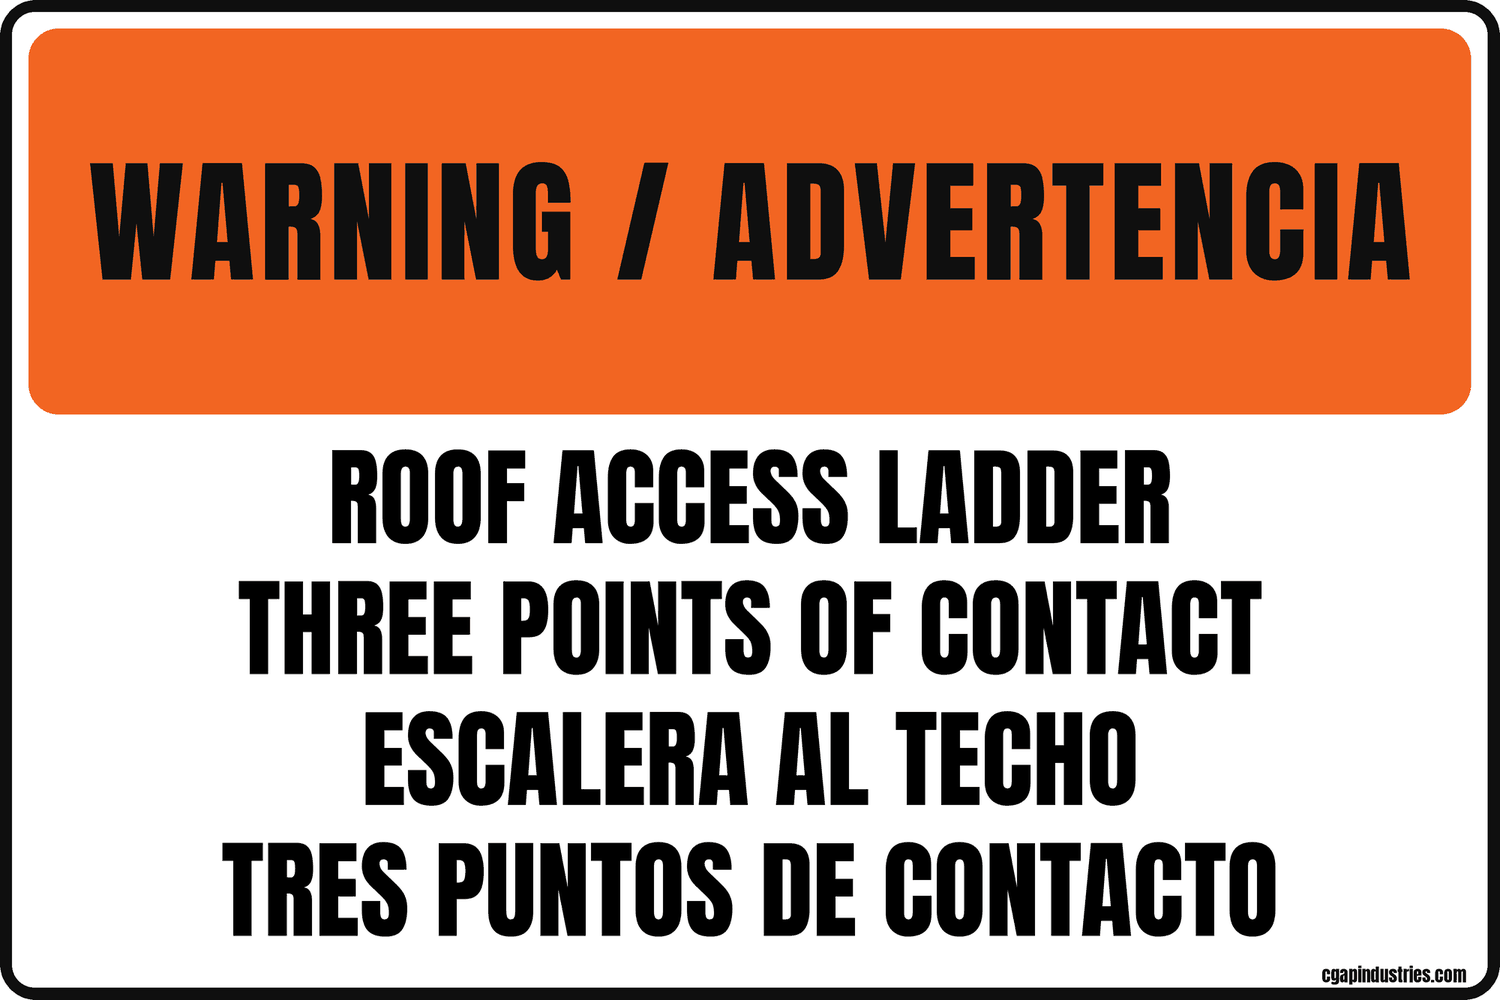 WARNING / ADVERTENCIA
ROOF ACCESS LADDER
THREE POINTS OF CONTACT
ESCALERA AL TECHO
TRES PUNTOS DE CONTACTO
cgapindustries.com